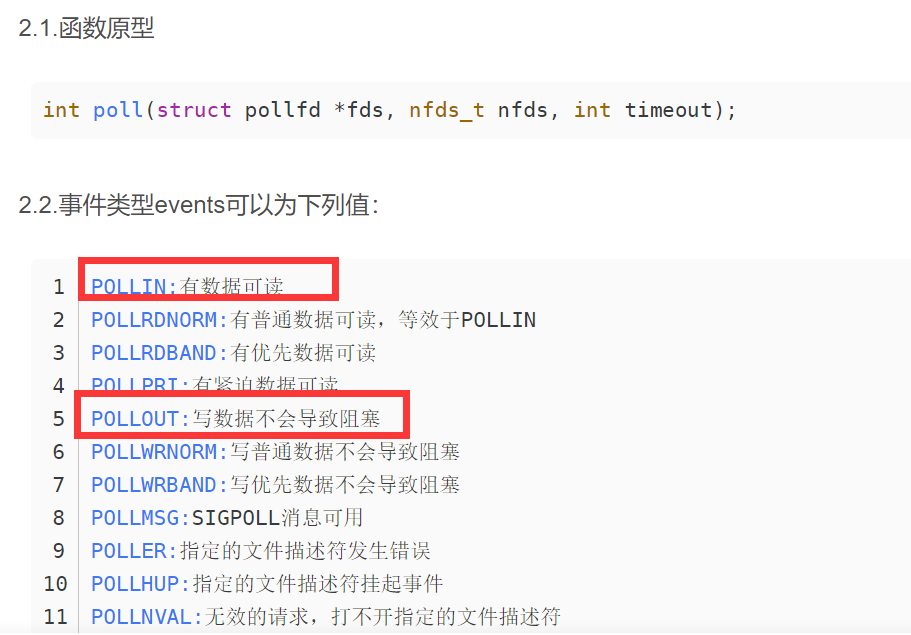 2.1.函数原型
int poll(struct pollfd *fds, nfds_t nfds, int timeout);
2.2.事件类型events可以为下列值：
1 POLLIN:有数据可读
2 POLLRDNORM:有普通数据可读，等效于POLLIN
3 POLLRDBAND:有优先数据可读
4 POLLPRI:有紧迫数据可读
5 POLLOUT:写数据不会导致阻塞
6 POLLWRNORM:写普通数据不会导致阻塞
7 POLLWRBAND:写优先数据不会导致阻塞
8 POLLMSG:SIGPOLL消息可用
9 POLLER:指定的文件描述符发生错误
10 POLLHUP:指定的文件描述符挂起事件
11 POLLNVAL:无效的请求，打不开指定的文件描述符